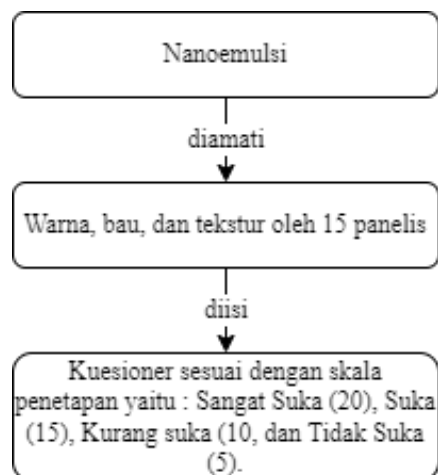 Nanoemulsi
diamati
Warna, bau, dan tekstur oleh 15 panelis
diisi
Kuesioner sesuai dengan skala
penetapan yaitu : Sangat Suka (20), Suka
(15), Kurang suka (10, dan Tidak Suka
(5).